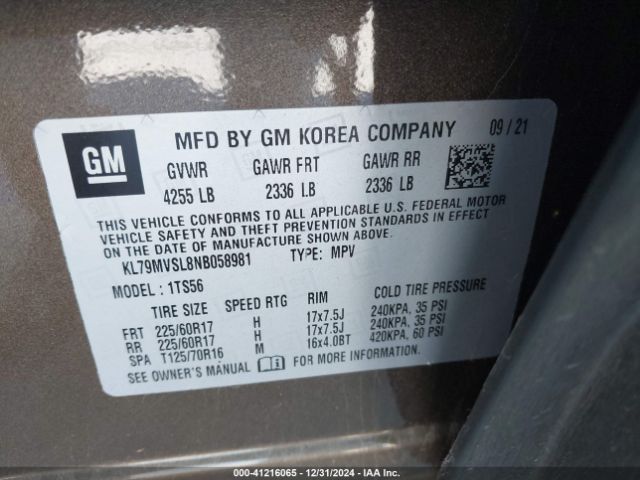 GM
MFD BY GM KOREA COMPANY 09 / 21
GVWR GAWR FRT GAWR RR
4255 LB 2336 LB 2336 LB
THIS VEHICLE CONFORMS TO ALL APPLICABLE U.S. FEDERAL MOTOR
VEHICLE SAFETY AND THEFT PREVENTION STANDARDS IN EFFECT
ON THE DATE OF MANUFACTURE SHOWN ABOVE.
KL79MVSL8NB058981 TYPE: MPV
MODEL : 1TS56
TIRE SIZE SPEED RTG RIM COLD TIRE PRESSURE
FRT 225/60R17 H 17x7.5J 240KPA, 35 PSI
RR 225/60R17 H 17x7.5J 240KPA, 35 PSI
SPA T125/70R16 M 16x4.0BT 420KPA, 60 PSI
SEE OWNER'S MANUAL i FOR MORE INFORMATION.
000-41216065 - 12/31/2024 - IAA Inc.